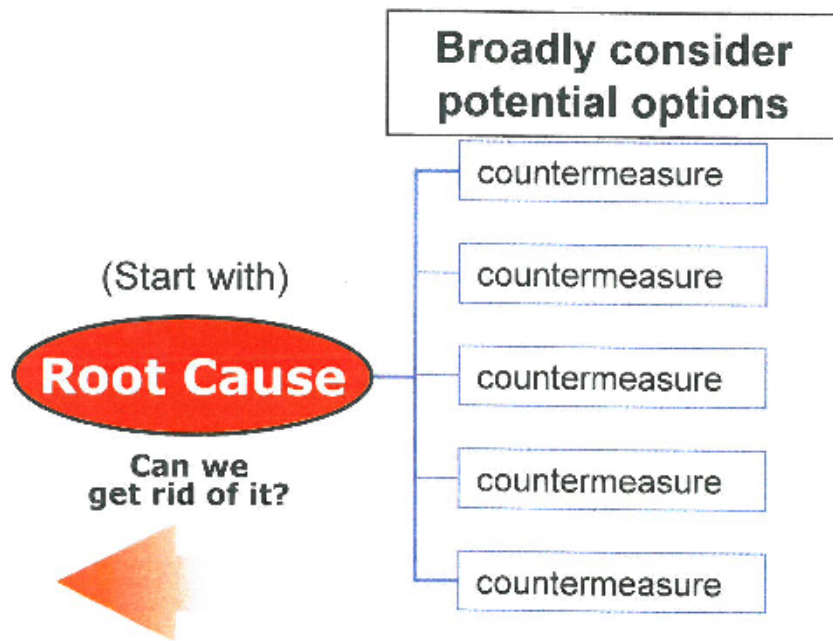 Broadly consider
potential options
countermeasure
countermeasure
(Start with)
Root Cause
countermeasure
Can we
get rid of it?
countermeasure
countermeasure